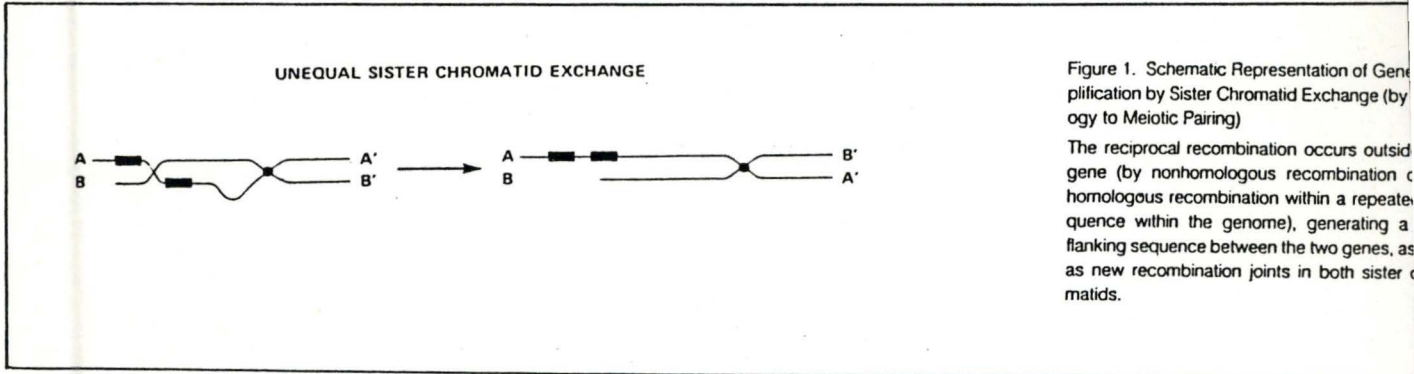 UNEQUAL SISTER CHROMATID EXCHANGE
A A' A B'
B B' B A'
Figure 1. Schematic Representation of Gene
plification by Sister Chromatid Exchange (by
ogy to Meiotic Pairing)
The reciprocal recombination occurs outsid
gene (by nonhomologous recombination
homologous recombination within a repeate
quence within the genome), generating a
flanking sequence between the two genes, as
as new recombination joints in both sister
matids.